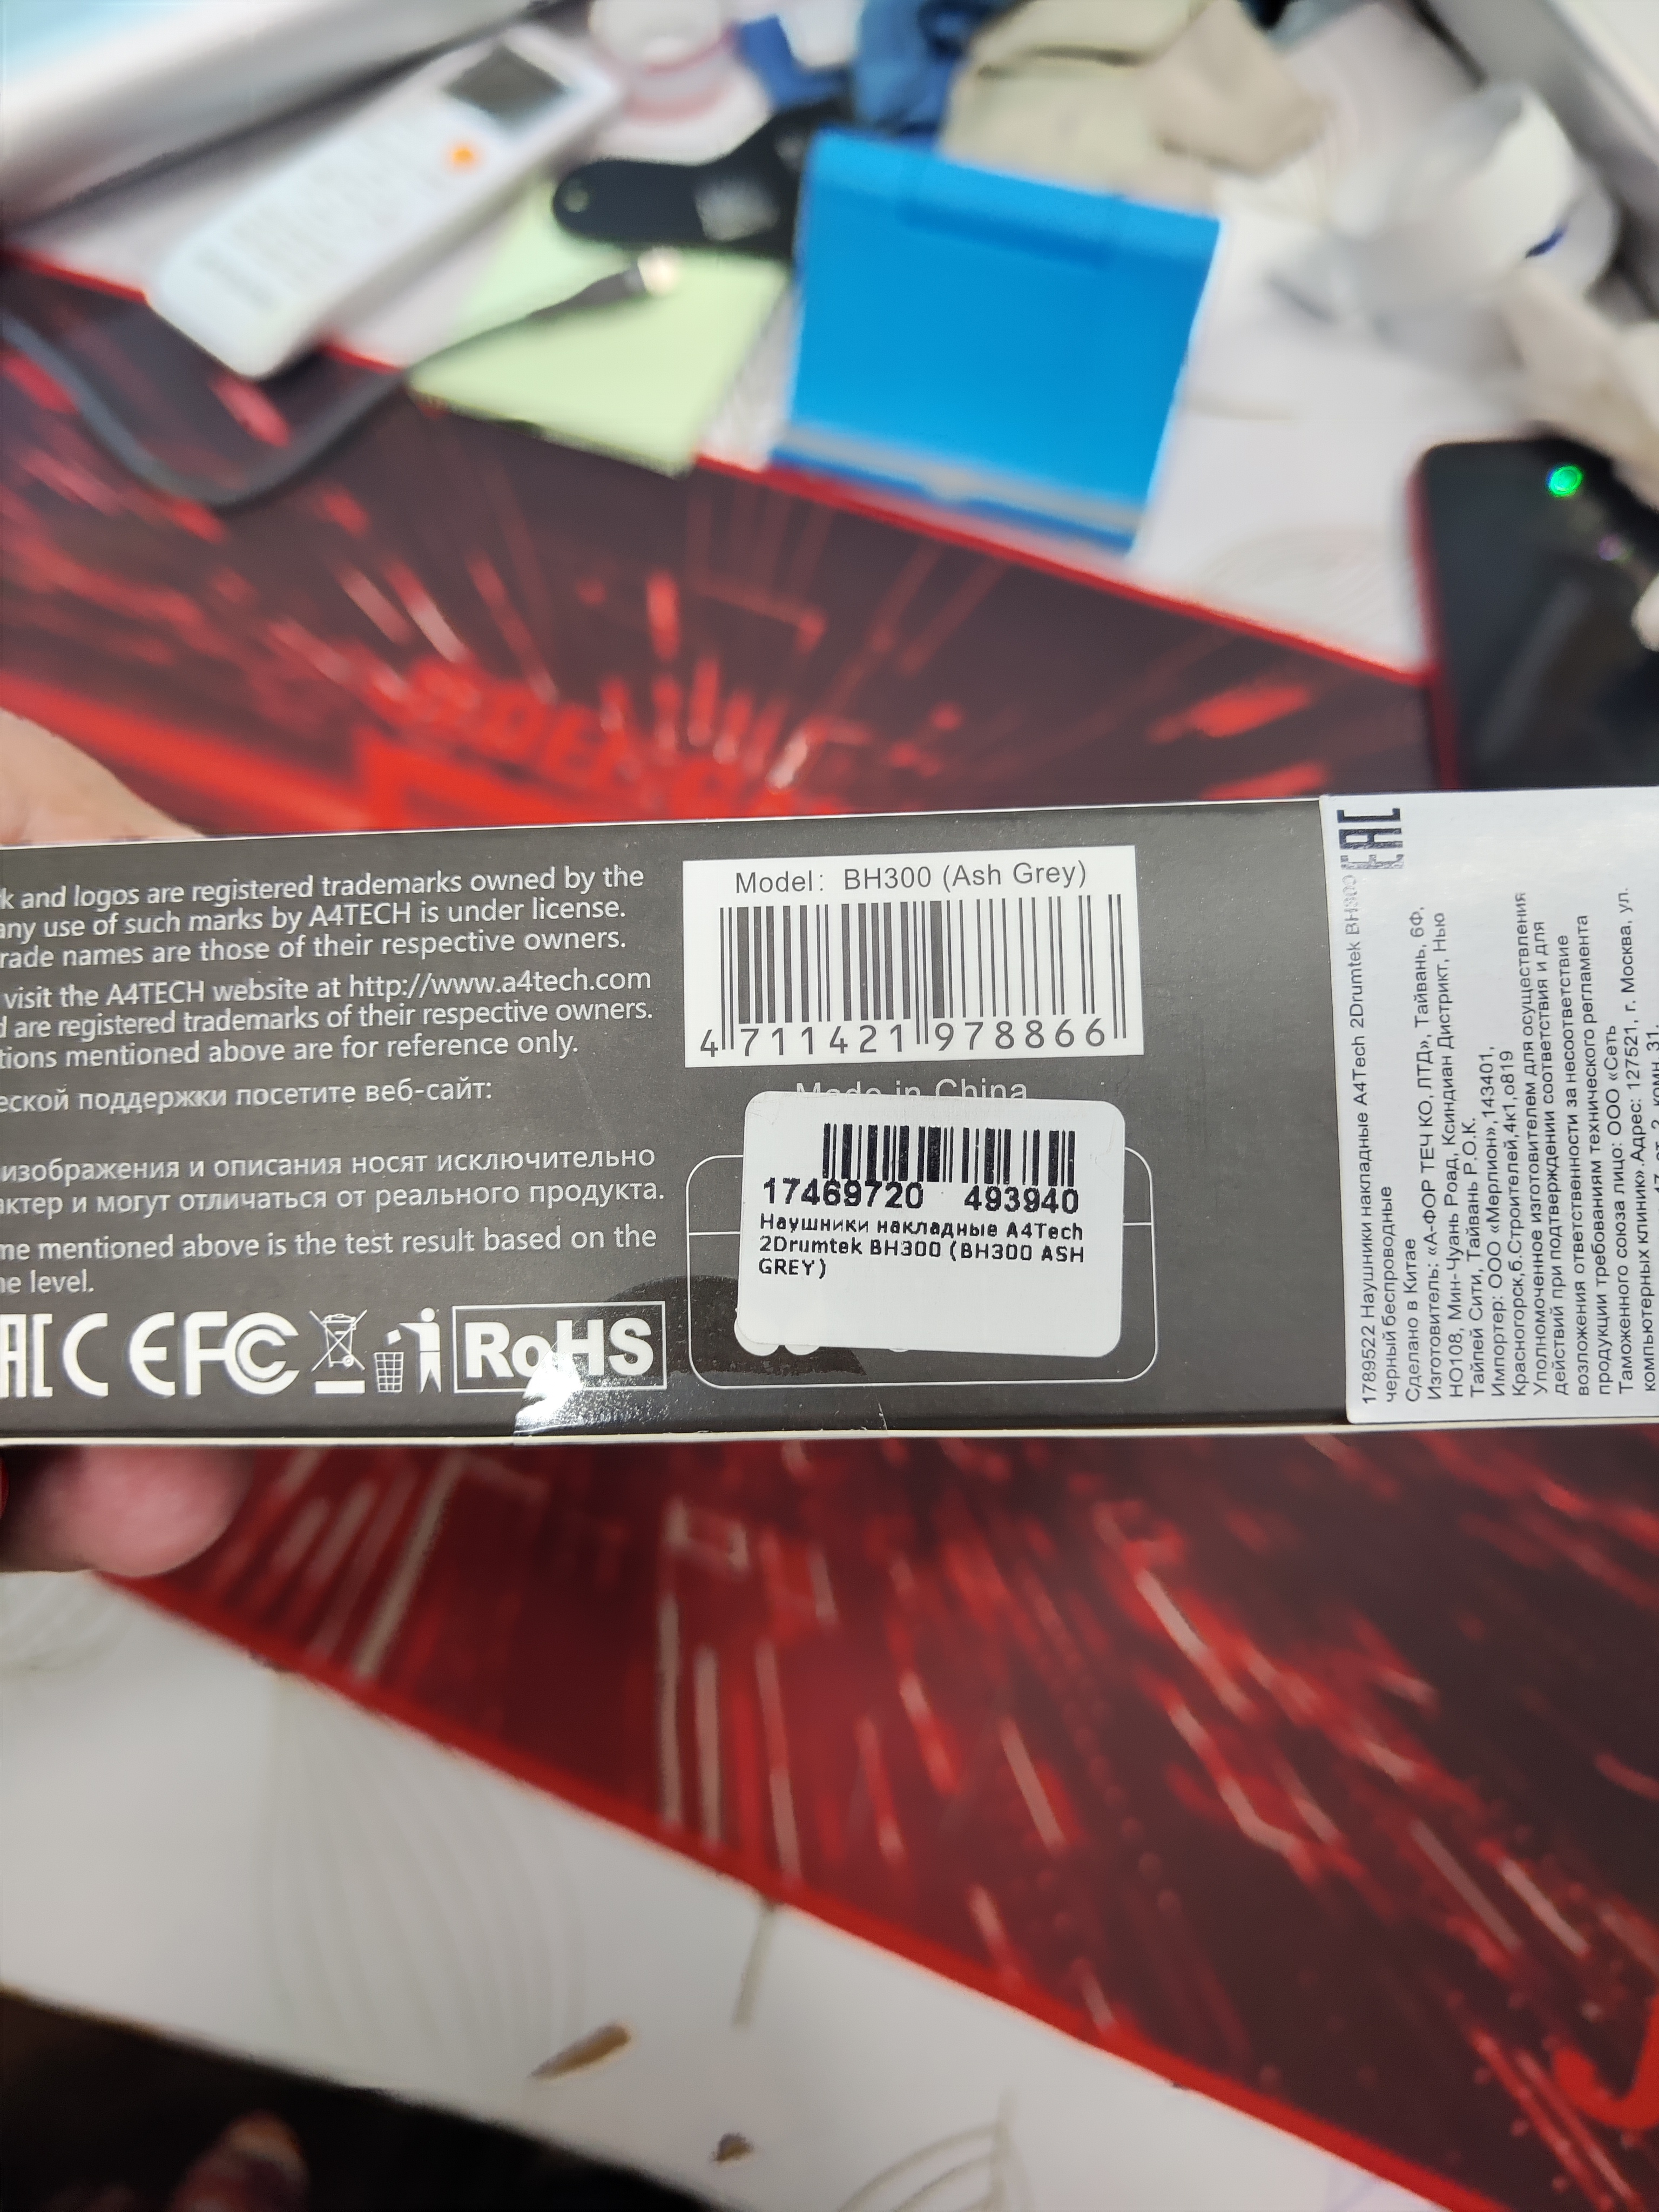 k and logos are registered trademarks owned by the
any use of such marks by A4TECH is under license.
rade names are those of their respective owners.
visit the A4TECH website at http://www.a4tech.com
d are registered trademarks of their respective owners.
tions mentioned above are for reference only.
еской поддержки посетите веб-сайт:
изображения и описания носят исключительно
актер и могут отличаться от реального продукта.
me mentioned above is the test result based on the
e level.
EAC CE FC RoHS
Model: BH300 (Ash Grey)
4 711421 978866
Made in China
17469720 493940
Наушники накладные A4Tech
2Drumtek BH300 (BH300 ASH
GREY)
EAC
1789522 Наушники накладные A4Tech 2Drumtek BH300
черный беспроводные
Сделано в Китае
Изготовитель: «А-ФОР ТЕЧ КО, ЛТД», Тайвань, 6Ф,
НО108, Мин-Чуань Роад, Ксиндиан Дистрикт, Нью
Тайпей Сити, Тайвань Р.О.К.
Импортер: ООО «Мерлион»,143401,
Красногорск,б.Строителей,4к1,о819
Уполномоченное изготовителем для осуществления
действий при подтверждении соответствия и для
возложения ответственности за несоответствие
продукции требованиям технического регламента
Таможенного союза лицо: ООО «Сеть
компьютерных клиник».Адрес: 127521, г. Москва, ул.